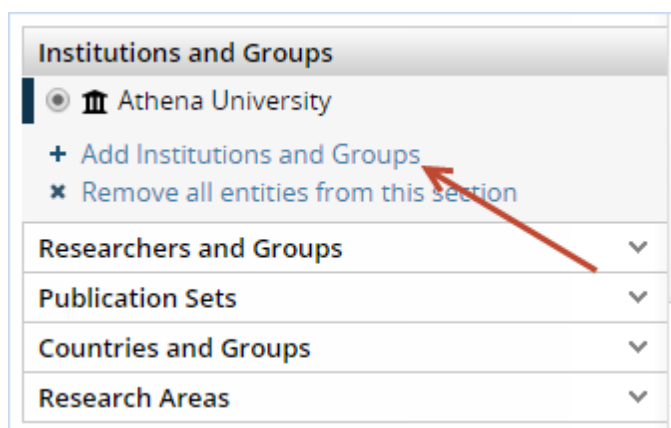 Institutions and Groups
Athena University
Add Institutions and Groups
Remove all entities from this section
Researchers and Groups
Publication Sets
Countries and Groups
Research Areas